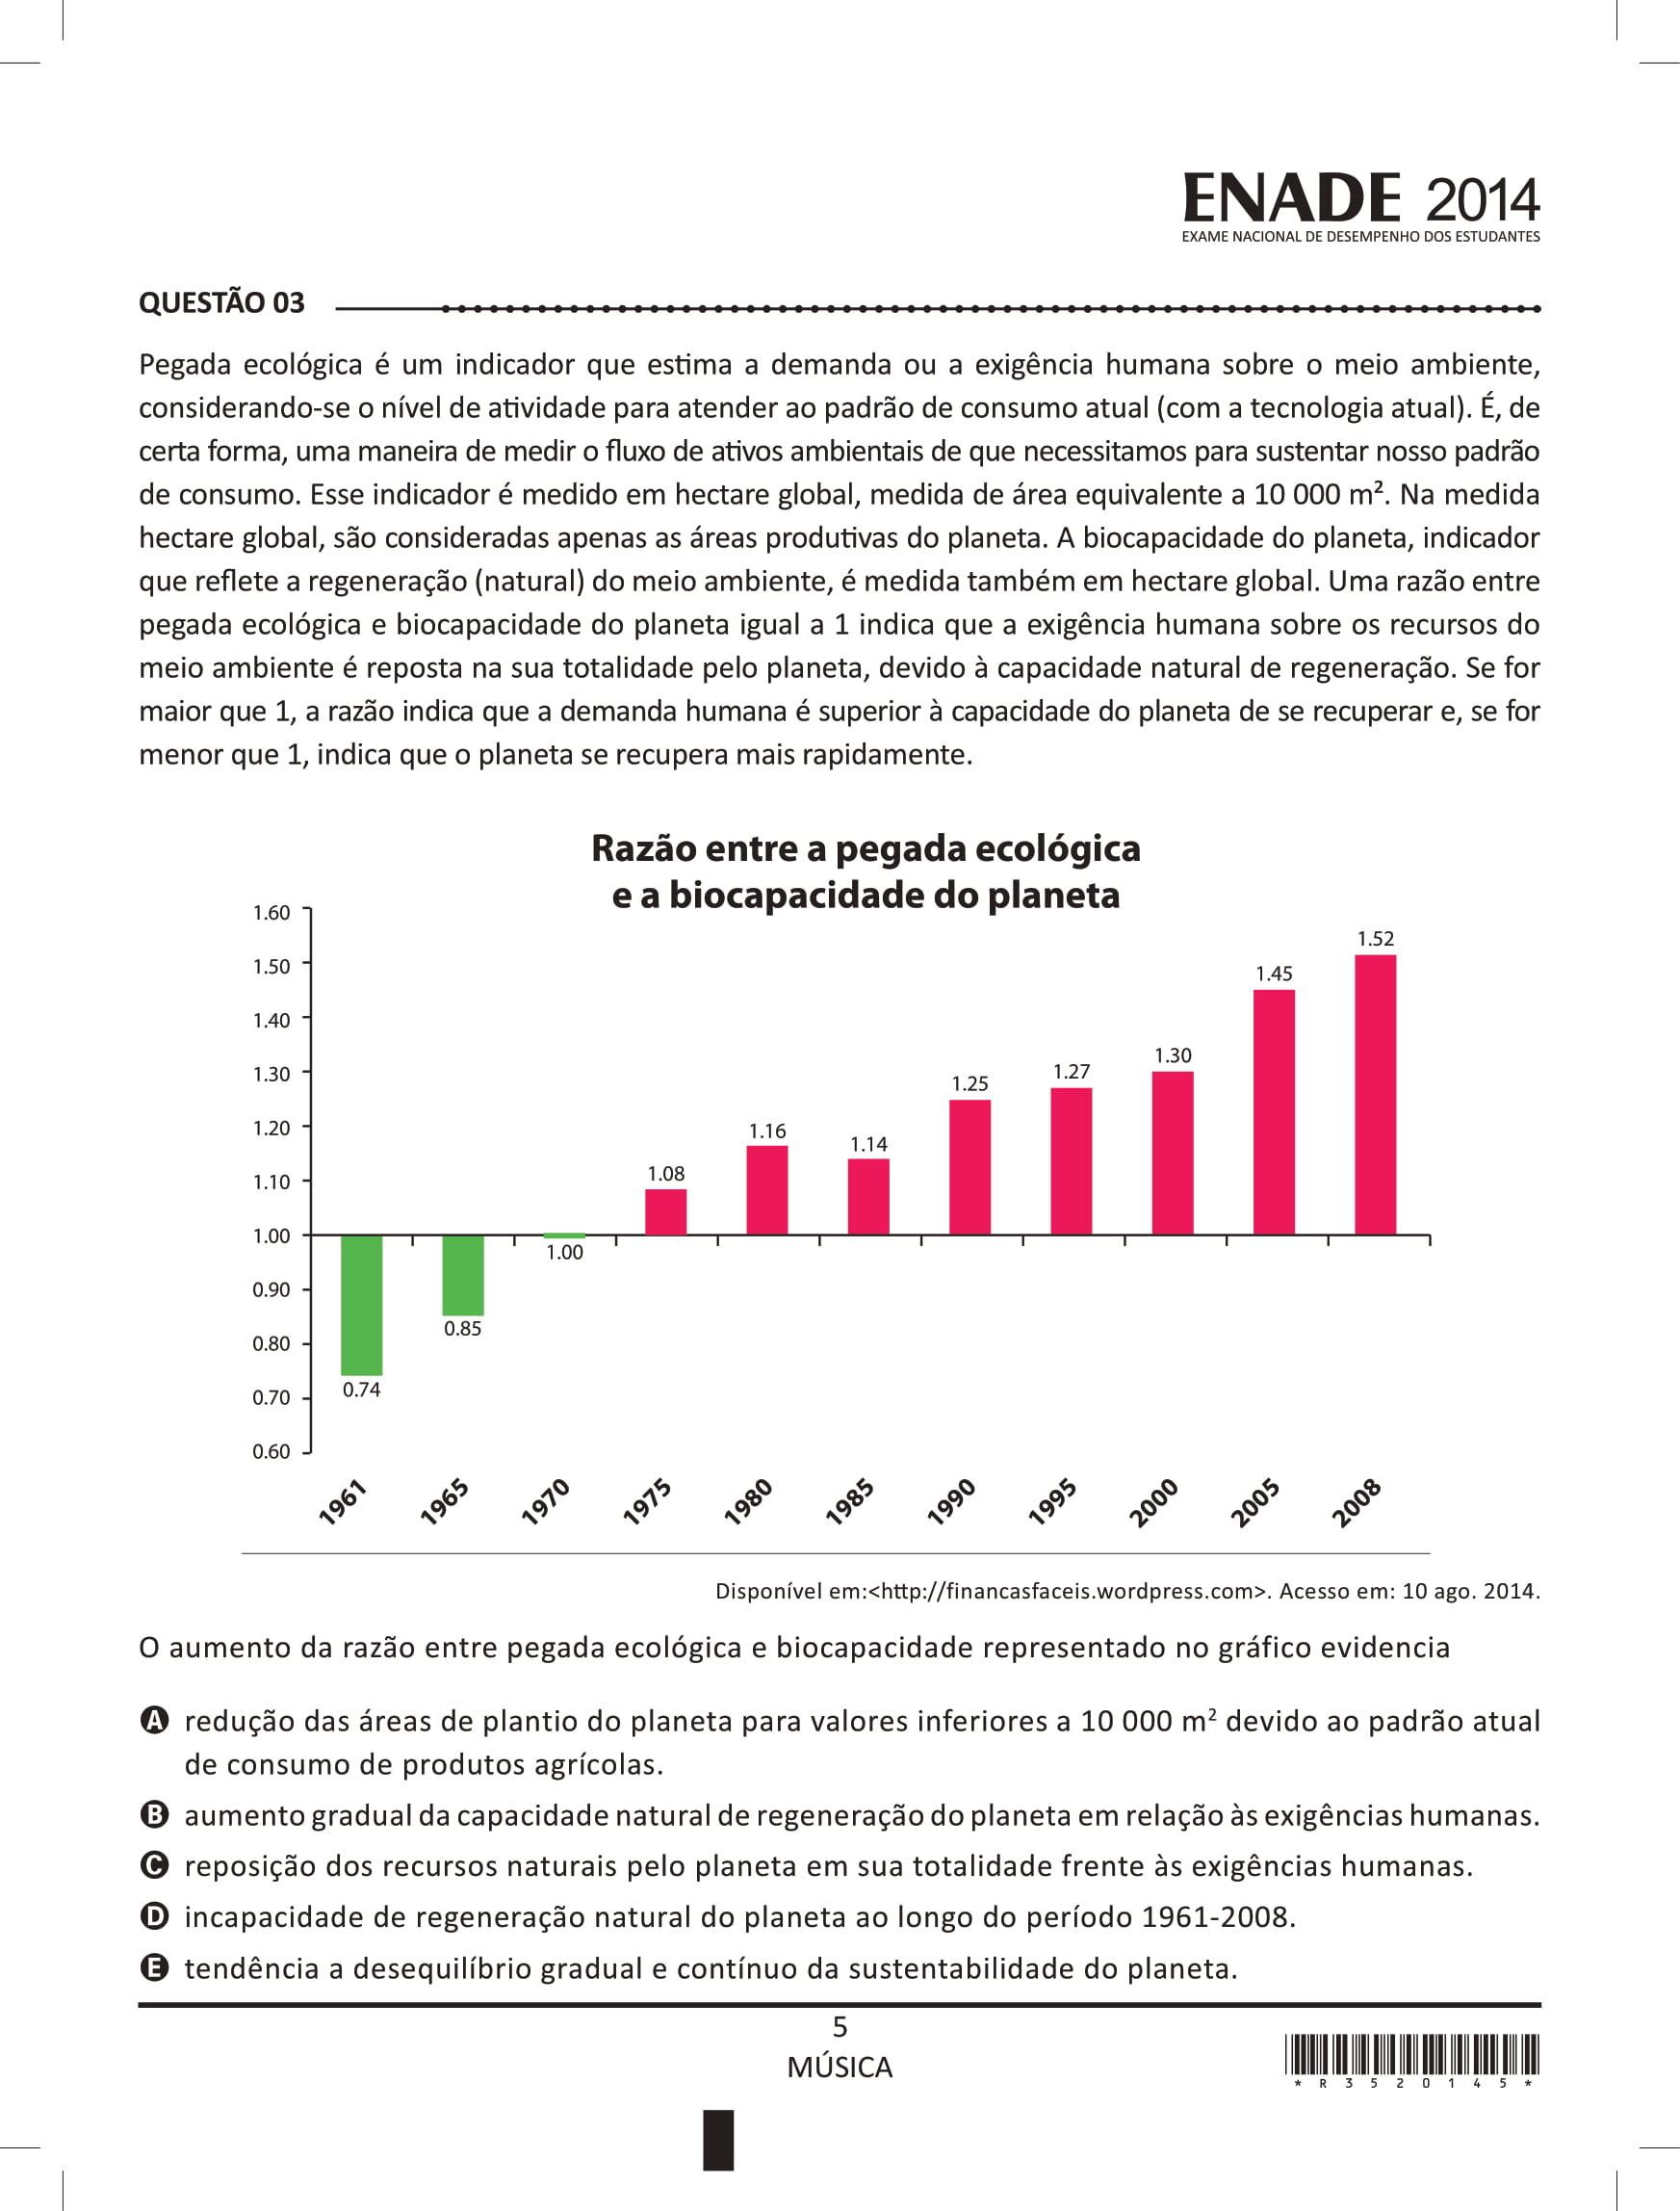 ENADE 2014
EXAME NACIONAL DE DESEMPENHO DOS ESTUDANTES
QUESTÃO 03
Pegada ecológica é um indicador que estima a demanda ou a exigência humana sobre o meio ambiente,
considerando-se o nível de atividade para atender ao padrão de consumo atual (com a tecnologia atual). É, de
certa forma, uma maneira de medir o fluxo de ativos ambientais de que necessitamos para sustentar nosso padrão
de consumo. Esse indicador é medido em hectare global, medida de área equivalente a 10 000 m². Na medida
hectare global, são consideradas apenas as áreas produtivas do planeta. A biocapacidade do planeta, indicador
que reflete a regeneração (natural) do meio ambiente, é medida também em hectare global. Uma razão entre
pegada ecológica e biocapacidade do planeta igual a 1 indica que a exigência humana sobre os recursos do
meio ambiente é reposta na sua totalidade pelo planeta, devido à capacidade natural de regeneração. Se for
maior que 1, a razão indica que a demanda humana é superior à capacidade do planeta de se recuperar e, se for
menor que 1, indica que o planeta se recupera mais rapidamente.
Razão entre a pegada ecológica
e a biocapacidade do planeta
1.60
1.50
1.40
1.30
1.20
1.10
1.00
0.90
0.80
0.70
0.60
0.74
0.85
1.00
1.08
1.16
1.14
1.25
1.27
1.30
1.45
1.52
1961
1965
1970
1975
1980
1985
1990
1995
2000
2005
2008
Disponível em:<http://financasfaceis.wordpress.com>. Acesso em: 10 ago. 2014.
O aumento da razão entre pegada ecológica e biocapacidade representado no gráfico evidencia
A redução das áreas de plantio do planeta para valores inferiores a 10 000 m² devido ao padrão atual
de consumo de produtos agrícolas.
B aumento gradual da capacidade natural de regeneração do planeta em relação às exigências humanas.
C reposição dos recursos naturais pelo planeta em sua totalidade frente às exigências humanas.
D incapacidade de regeneração natural do planeta ao longo do período 1961-2008.
E tendência a desequilíbrio gradual e contínuo da sustentabilidade do planeta.
5
MÚSICA
* R 3 5 2 0 1 4 5 *